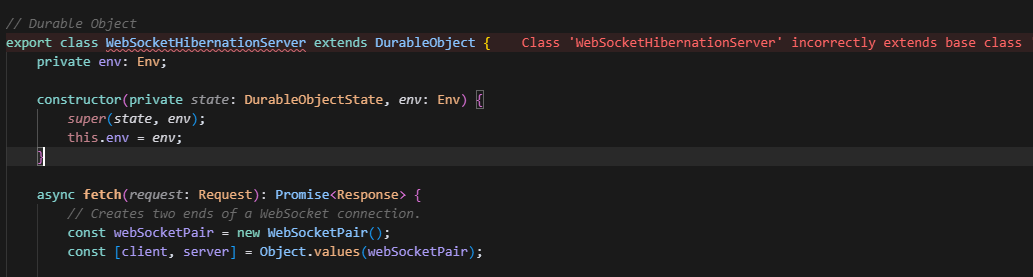 // Durable Object
export class WebSocketHibernationServer extends DurableObject { Class 'WebSocketHibernationServer' incorrectly extends base class
private env: Env;
constructor(private state: DurableObjectState, env: Env) {
super(state, env);
this.env = env;
}
async fetch(request: Request): Promise<Response> {
// Creates two ends of a WebSocket connection.
const webSocketPair = new WebSocketPair();
const [client, server] = Object.values(webSocketPair);